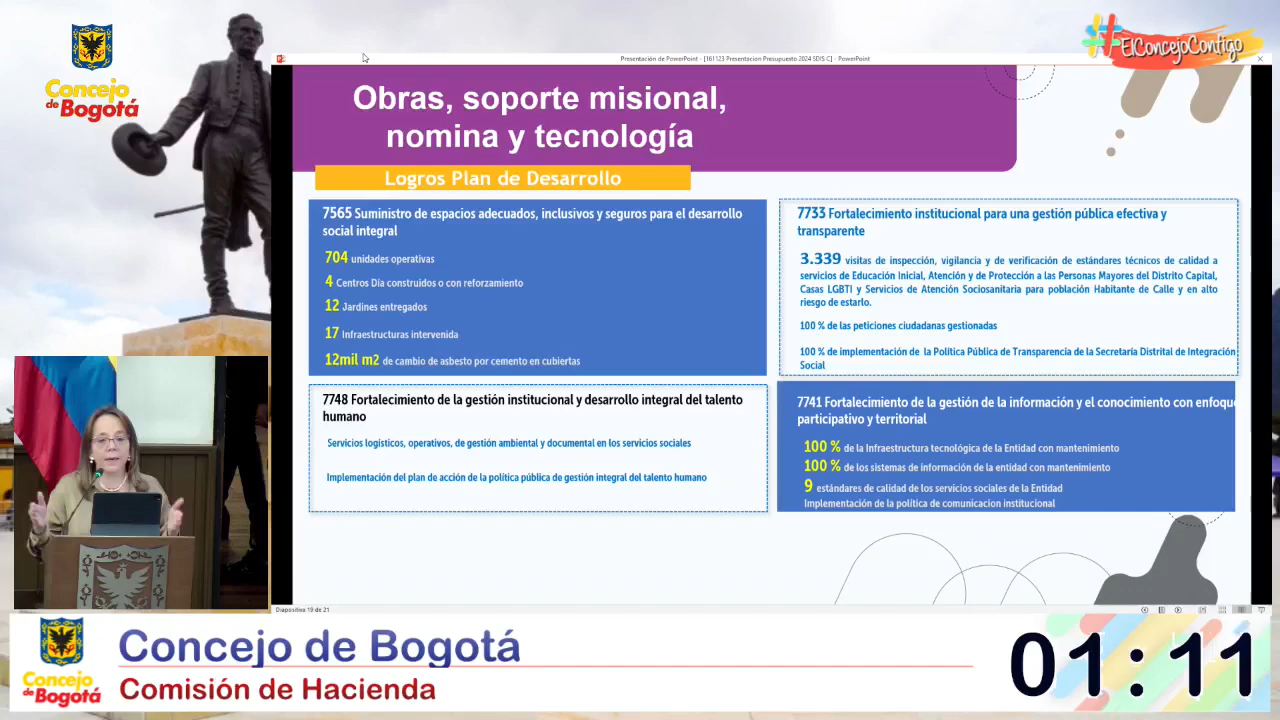 Concejo
de Bogotá
#ElConcejoContigo
Presentación de PowerPoint - [161123 Presentacion Presupuesto 2024 SDIS C] - PowerPoint
Obras, soporte misional,
nomina y tecnología
Logros Plan de Desarrollo
7565 Suministro de espacios adecuados, inclusivos y seguros para el desarrollo
social integral
704 unidades operativas
4 Centros Día construidos o con reforzamiento
12 Jardines entregados
17 Infraestructuras intervenida
12mil m2 de cambio de asbesto por cemento en cubiertas
7733 Fortalecimiento institucional para una gestión pública efectiva y
transparente
3.339 visitas de inspección, vigilancia y de verificación de estándares técnicos de calidad a
servicios de Educación Inicial, Atención y de Protección a las Personas Mayores del Distrito Capital,
Casas LGBTI y Servicios de Atención Sociosanitaria para población Habitante de Calle y en alto
riesgo de estarlo.
100 % de las peticiones ciudadanas gestionadas
100 % de implementación de la Política Pública de Transparencia de la Secretaría Distrital de Integración
Social
7748 Fortalecimiento de la gestión institucional y desarrollo integral del talento
humano
Servicios logísticos, operativos, de gestión ambiental y documental en los servicios sociales
Implementación del plan de acción de la política pública de gestión integral del talento humano
7741 Fortalecimiento de la gestión de la información y el conocimiento con enfoque
participativo y territorial
100 % de la Infraestructura tecnológica de la Entidad con mantenimiento
100 % de los sistemas de información de la entidad con mantenimiento
9 estándares de calidad de los servicios sociales de la Entidad
Implementación de la política de comunicacion institucional
Diapositiva 19 de 21
Concejo
de Bogotá
Concejo de Bogotá
Comisión de Hacienda
01:11